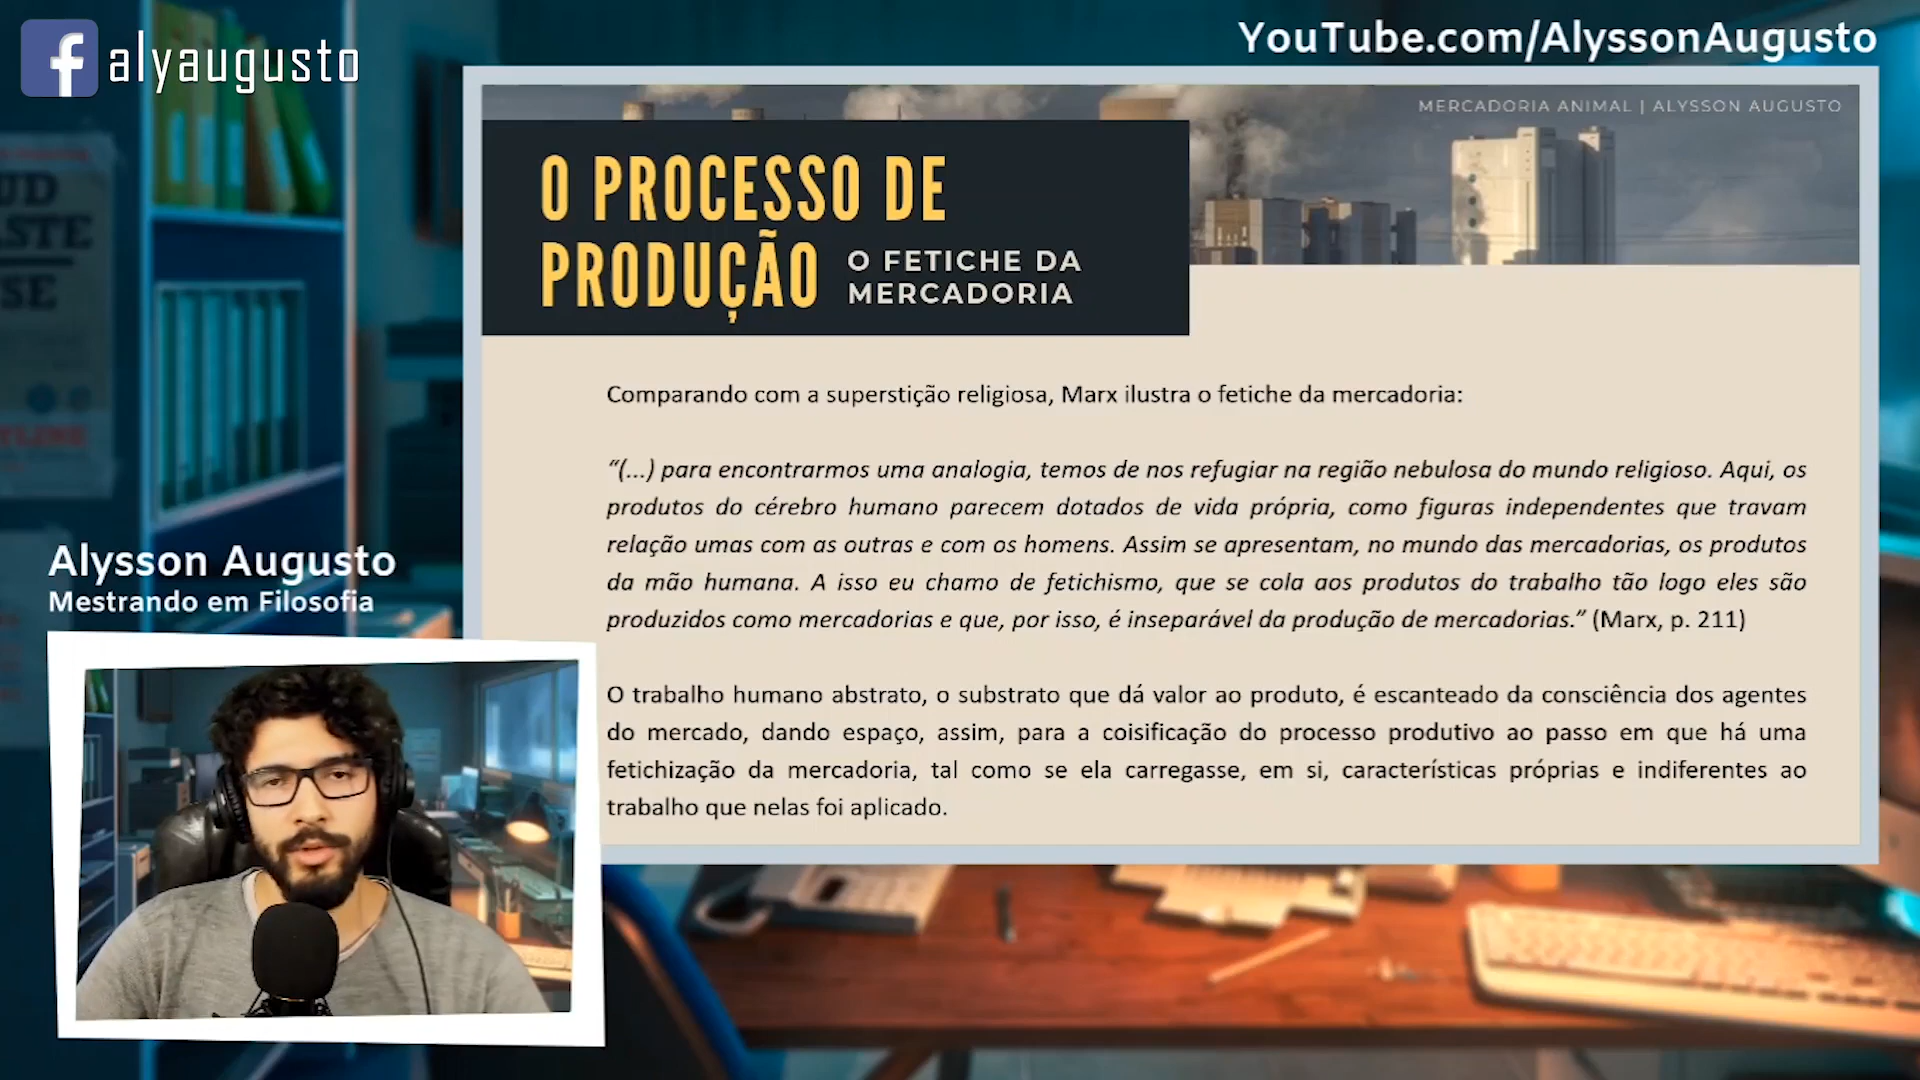 alyaugusto
YouTube.com/AlyssonAugusto
MERCADORIA ANIMAL | ALYSSON AUGUSTO
O PROCESSO DE
PRODUÇÃO
O FETICHE DA
MERCADORIA
Comparando com a superstição religiosa, Marx ilustra o fetiche da mercadoria:
“(...) para encontrarmos uma analogia, temos de nos refugiar na região nebulosa do mundo religioso. Aqui, os
produtos do cérebro humano parecem dotados de vida própria, como figuras independentes que travam
relação umas com as outras e com os homens. Assim se apresentam, no mundo das mercadorias, os produtos
da mão humana. A isso eu chamo de fetichismo, que se cola aos produtos do trabalho tão logo eles são
produzidos como mercadorias e que, por isso, é inseparável da produção de mercadorias.” (Marx, p. 211)
O trabalho humano abstrato, o substrato que dá valor ao produto, é escanteado da consciência dos agentes
do mercado, dando espaço, assim, para a coisificação do processo produtivo ao passo em que há uma
fetichização da mercadoria, tal como se ela carregasse, em si, características próprias e indiferentes ao
trabalho que nelas foi aplicado.
Alysson Augusto
Mestrando em Filosofia